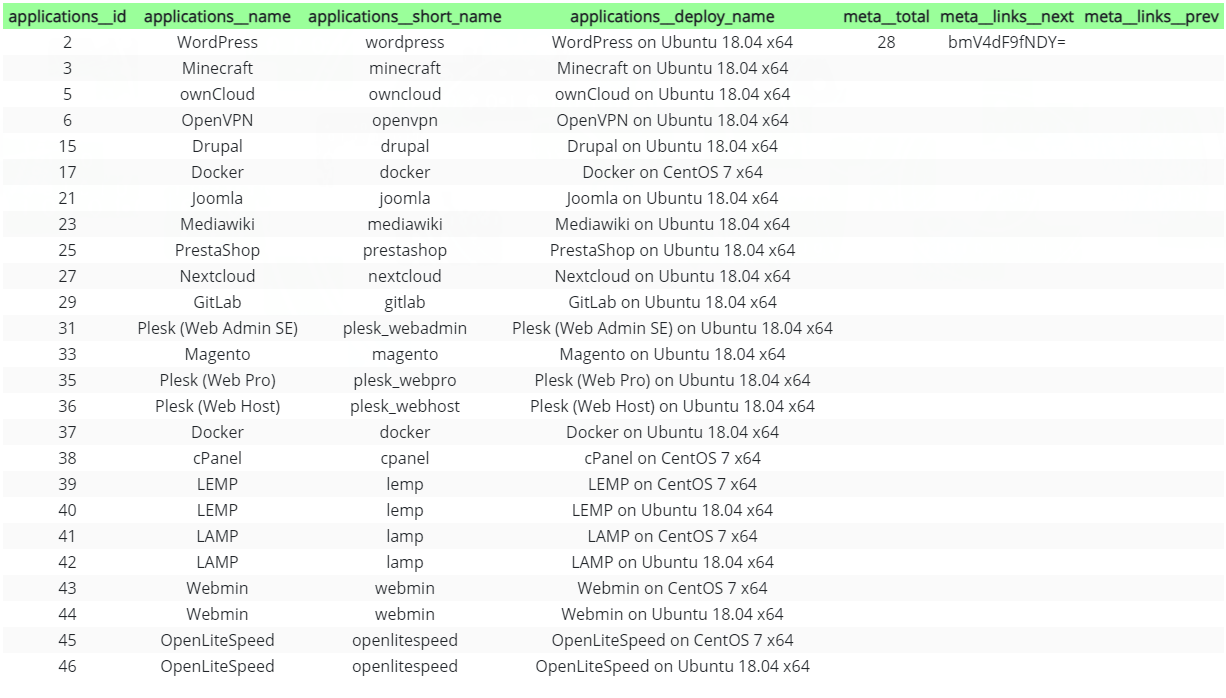 applications__id applications__name applications__short_name applications__deploy_name meta__total meta__links__next meta__links__prev
2 WordPress wordpress WordPress on Ubuntu 18.04 x64 28 bmV4dF9fNDY=
3 Minecraft minecraft Minecraft on Ubuntu 18.04 x64
5 ownCloud owncloud ownCloud on Ubuntu 18.04 x64
6 OpenVPN openvpn OpenVPN on Ubuntu 18.04 x64
15 Drupal drupal Drupal on Ubuntu 18.04 x64
17 Docker docker Docker on CentOS 7 x64
21 Joomla joomla Joomla on Ubuntu 18.04 x64
23 Mediawiki mediawiki Mediawiki on Ubuntu 18.04 x64
25 PrestaShop prestashop PrestaShop on Ubuntu 18.04 x64
27 Nextcloud nextcloud Nextcloud on Ubuntu 18.04 x64
29 GitLab gitlab GitLab on Ubuntu 18.04 x64
31 Plesk (Web Admin SE) plesk_webadmin Plesk (Web Admin SE) on Ubuntu 18.04 x64
33 Magento magento Magento on Ubuntu 18.04 x64
35 Plesk (Web Pro) plesk_webpro Plesk (Web Pro) on Ubuntu 18.04 x64
36 Plesk (Web Host) plesk_webhost Plesk (Web Host) on Ubuntu 18.04 x64
37 Docker docker Docker on Ubuntu 18.04 x64
38 cPanel cpanel cPanel on CentOS 7 x64
39 LEMP lemp LEMP on CentOS 7 x64
40 LEMP lemp LEMP on Ubuntu 18.04 x64
41 LAMP lamp LAMP on CentOS 7 x64
42 LAMP lamp LAMP on Ubuntu 18.04 x64
43 Webmin webmin Webmin on CentOS 7 x64
44 Webmin webmin Webmin on Ubuntu 18.04 x64
45 OpenLiteSpeed openlitespeed OpenLiteSpeed on CentOS 7 x64
46 OpenLiteSpeed openlitespeed OpenLiteSpeed on Ubuntu 18.04 x64